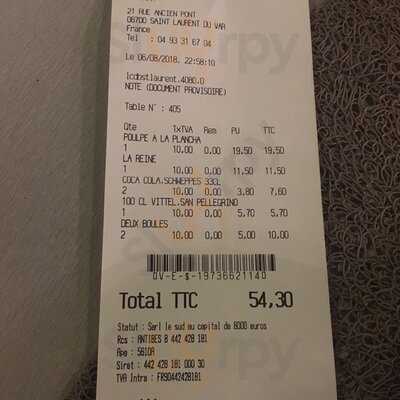 21 RUE ANCIEN PONT
06700 SAINT LAURENT DU VAR
France
Tel : 04 93 31 67 04
Le 06/08/2018, 22:58:10
lcdbstlaurent.4080.0
NOTE (DOCUMENT PROVISOIRE)
Table N° : 405
Qte 1xTVA Rem PU TTC
POULPE A LA PLANCHA
1 10.00 0.00 19.50 19.50
LA REINE
1 10.00 0.00 11.50 11.50
COCA COLA,SCHWEPPES 33CL
2 10.00 0.00 3.80 7.60
100 CL VITTEL,SAN PELLEGRINO
1 10.00 0.00 5.70 5.70
DEUX BOULES
2 10.00 0.00 5.00 10.00
OV-E-$-19736621140
Total TTC 54,30
Statut : Sarl le sud au capital de 8000 euros
Rcs : ANTIBES B 442 428 181
Ape : 5610A
Siret : 442 428 181 000 30
TVA Intra : FR90442428181